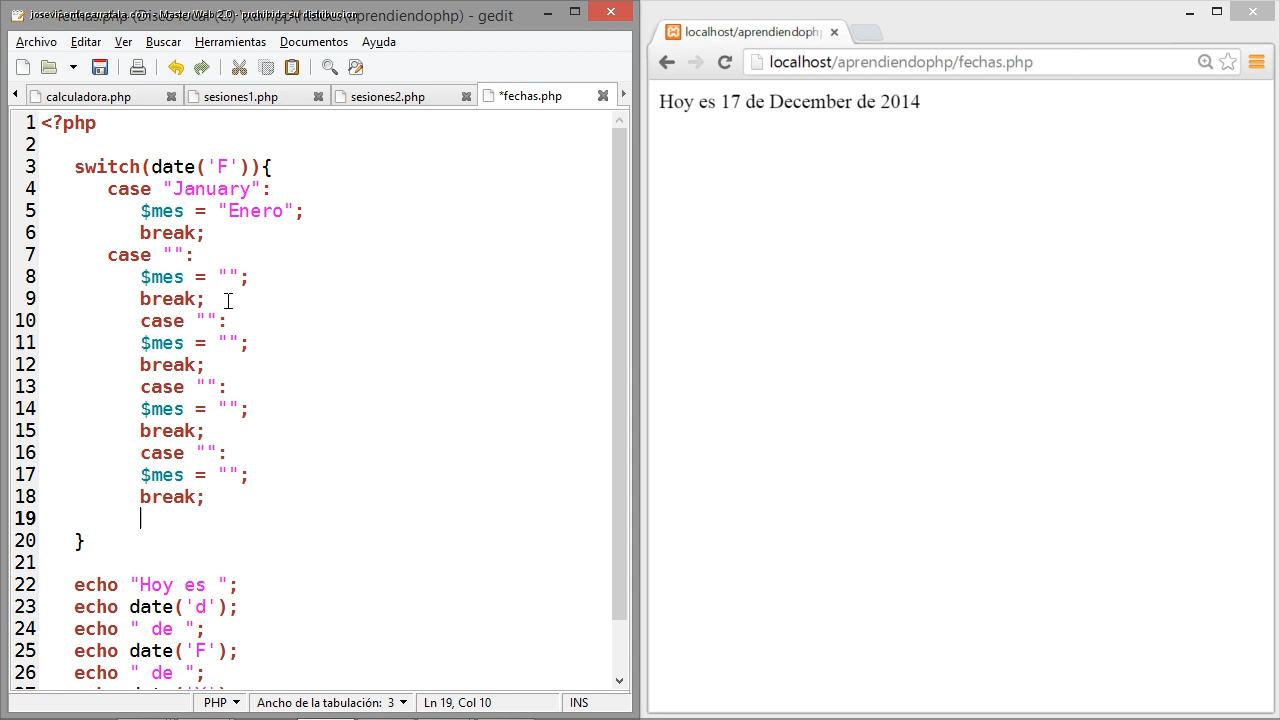 aprendiendophp) - gedit
Archivo Editar Ver Buscar Herramientas Documentos Ayuda
calculadora.php sesiones1.php sesiones2.php *fechas.php
1 <?php
2
3 switch(date('F')){
4 case "January":
5 $mes = "Enero";
6 break;
7 case "":
8 $mes = "";
9 break;
10 case "":
11 $mes = "";
12 break;
13 case "":
14 $mes = "";
15 break;
16 case "":
17 $mes = "";
18 break;
19
20 }
21
22 echo "Hoy es ";
23 echo date('d');
24 echo " de ";
25 echo date('F');
26 echo " de ";
PHP Ancho de la tabulación: 3 Ln 19, Col 10 INS
localhost/aprendiendoph
localhost/aprendiendophp/fechas.php
Hoy es 17 de December de 2014